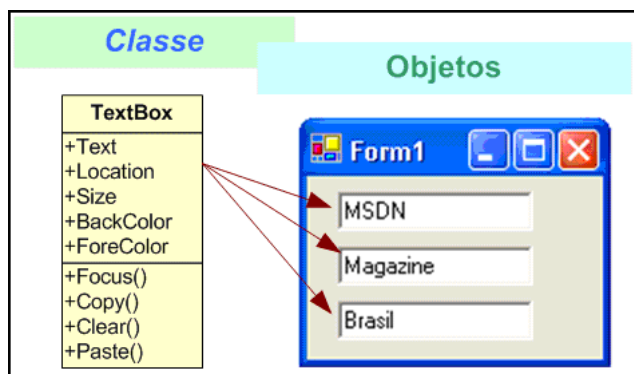 Classe
Objetos
TextBox
+Text
+Location
+Size
+BackColor
+ForeColor
+Focus()
+Copy()
+Clear()
+Paste()
Form1
MSDN
Magazine
Brasil